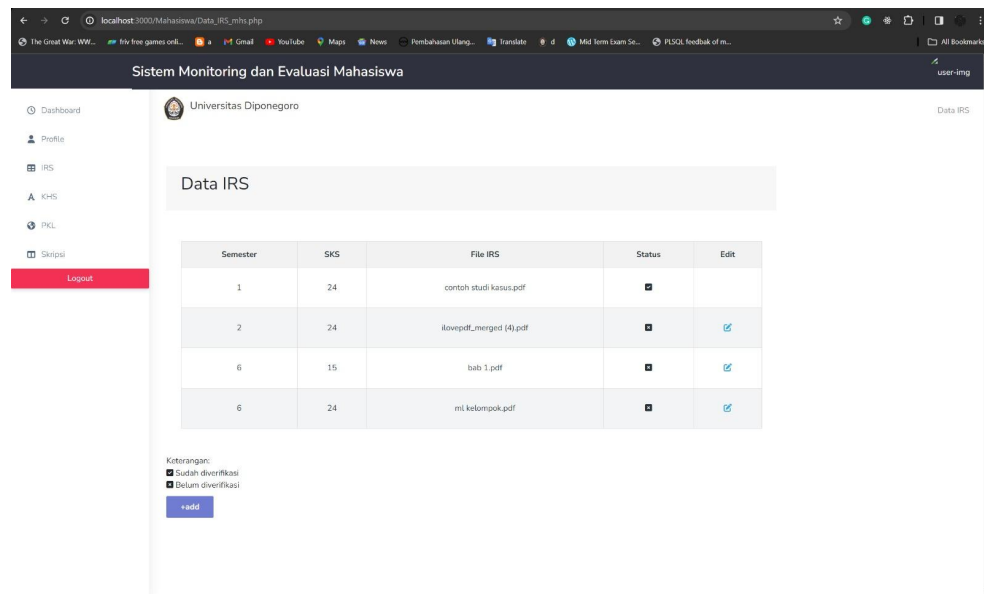 localhost:3000/Mahasiswa/Data_IRS_mhs.php
The Great War: WW... friv free games onli... a Gmail YouTube Maps News Pembahasan Ulang... Translate d Mid Term Exam Se... PLSQL feedbak of m... All Bookmarks
Sistem Monitoring dan Evaluasi Mahasiswa
user-img
Dashboard
Profile
IRS
KHS
PKL
Skripsi
Logout
Universitas Diponegoro
Data IRS
Data IRS
Semester SKS File IRS Status Edit
1 24 contoh studi kasus.pdf
2 24 ilovepdf_merged (4).pdf
6 15 bab 1.pdf
6 24 ml kelompok.pdf
Keterangan:
Sudah diverifikasi
Belum diverifikasi
+add